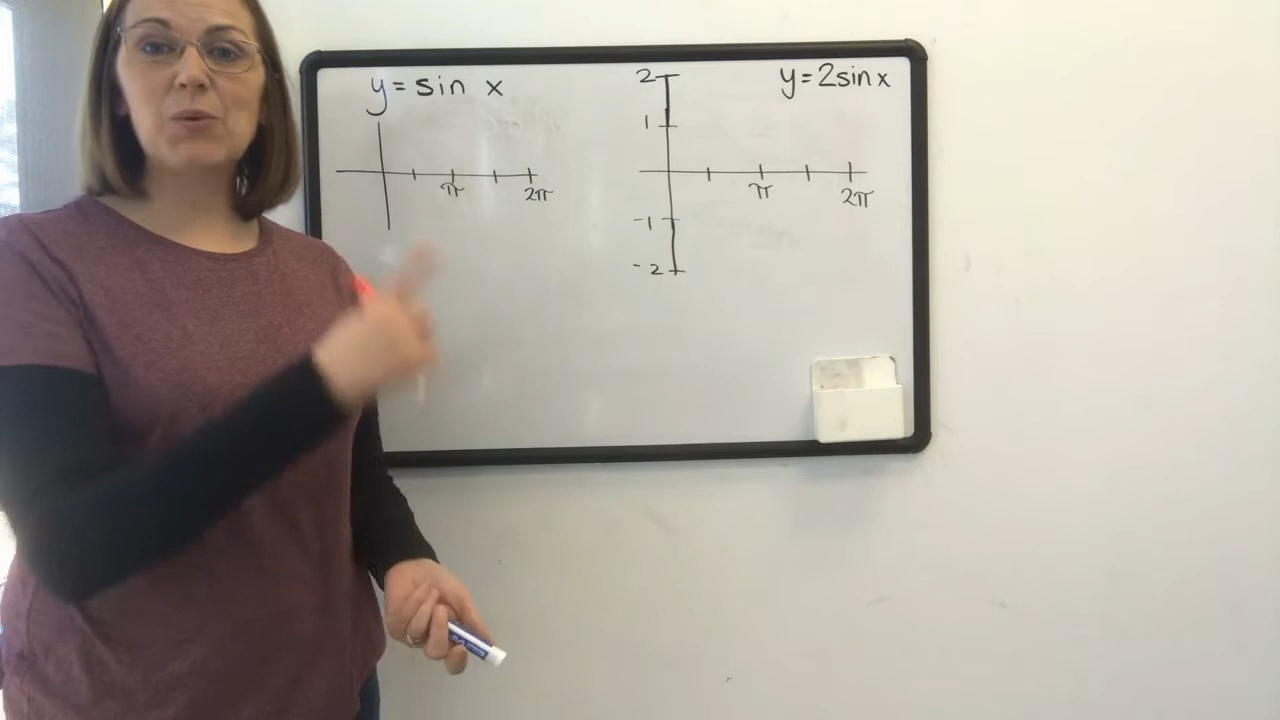 y = sin x
π
2π
y = 2sin x
2
1
π
2π
-1
-2